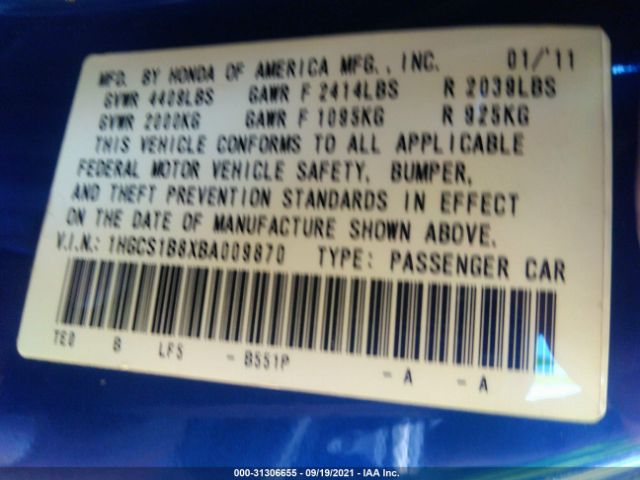 MFD. BY HONDA OF AMERICA MFG., INC. 01/'11
GVWR 4409LBS GAWR F 2414LBS R 2039LBS
GVWR 2000KG GAWR F 1095KG R 925KG
THIS VEHICLE CONFORMS TO ALL APPLICABLE
FEDERAL MOTOR VEHICLE SAFETY, BUMPER,
AND THEFT PREVENTION STANDARDS IN EFFECT
ON THE DATE OF MANUFACTURE SHOWN ABOVE.
V.I.N.: 1HGCS1B8XBA009870 TYPE: PASSENGER CAR
TE0 B LF5 - B551P - A - A
000-31306655 - 09/19/2021 - IAA Inc.